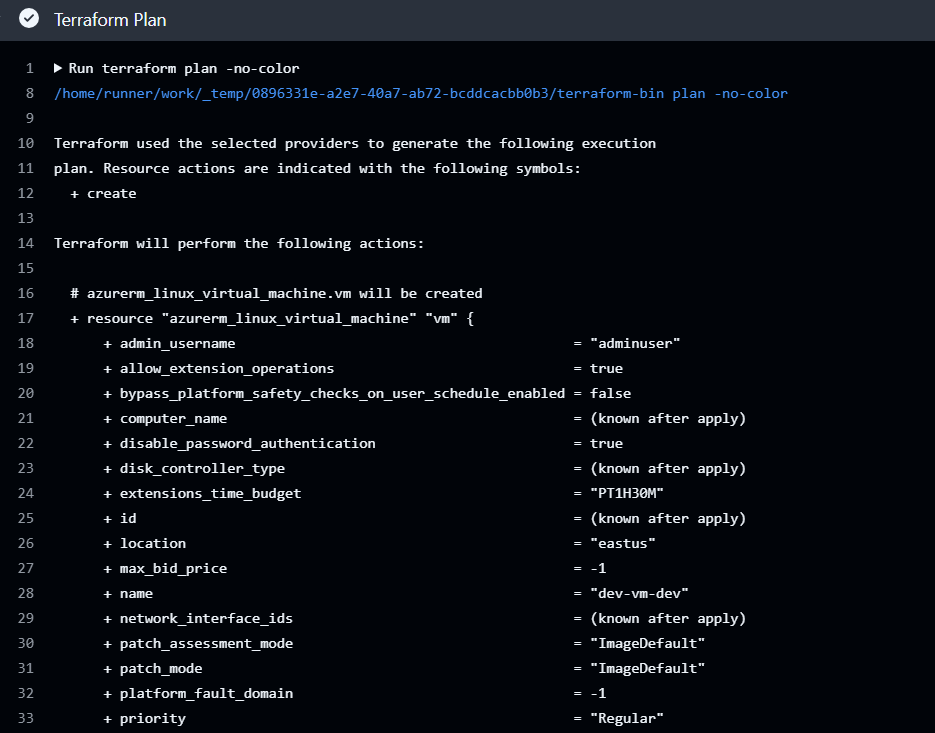 Terraform Plan
1 ▶ Run terraform plan -no-color
8 /home/runner/work/_temp/0896331e-a2e7-40a7-ab72-bcddcacbb0b3/terraform-bin plan -no-color
9
10 Terraform used the selected providers to generate the following execution
11 plan. Resource actions are indicated with the following symbols:
12 + create
13
14 Terraform will perform the following actions:
15
16 # azurerm_linux_virtual_machine.vm will be created
17 + resource "azurerm_linux_virtual_machine" "vm" {
18 + admin_username = "adminuser"
19 + allow_extension_operations = true
20 + bypass_platform_safety_checks_on_user_schedule_enabled = false
21 + computer_name = (known after apply)
22 + disable_password_authentication = true
23 + disk_controller_type = (known after apply)
24 + extensions_time_budget = "PT1H30M"
25 + id = (known after apply)
26 + location = "eastus"
27 + max_bid_price = -1
28 + name = "dev-vm-dev"
29 + network_interface_ids = (known after apply)
30 + patch_assessment_mode = "ImageDefault"
31 + patch_mode = "ImageDefault"
32 + platform_fault_domain = -1
33 + priority = "Regular"